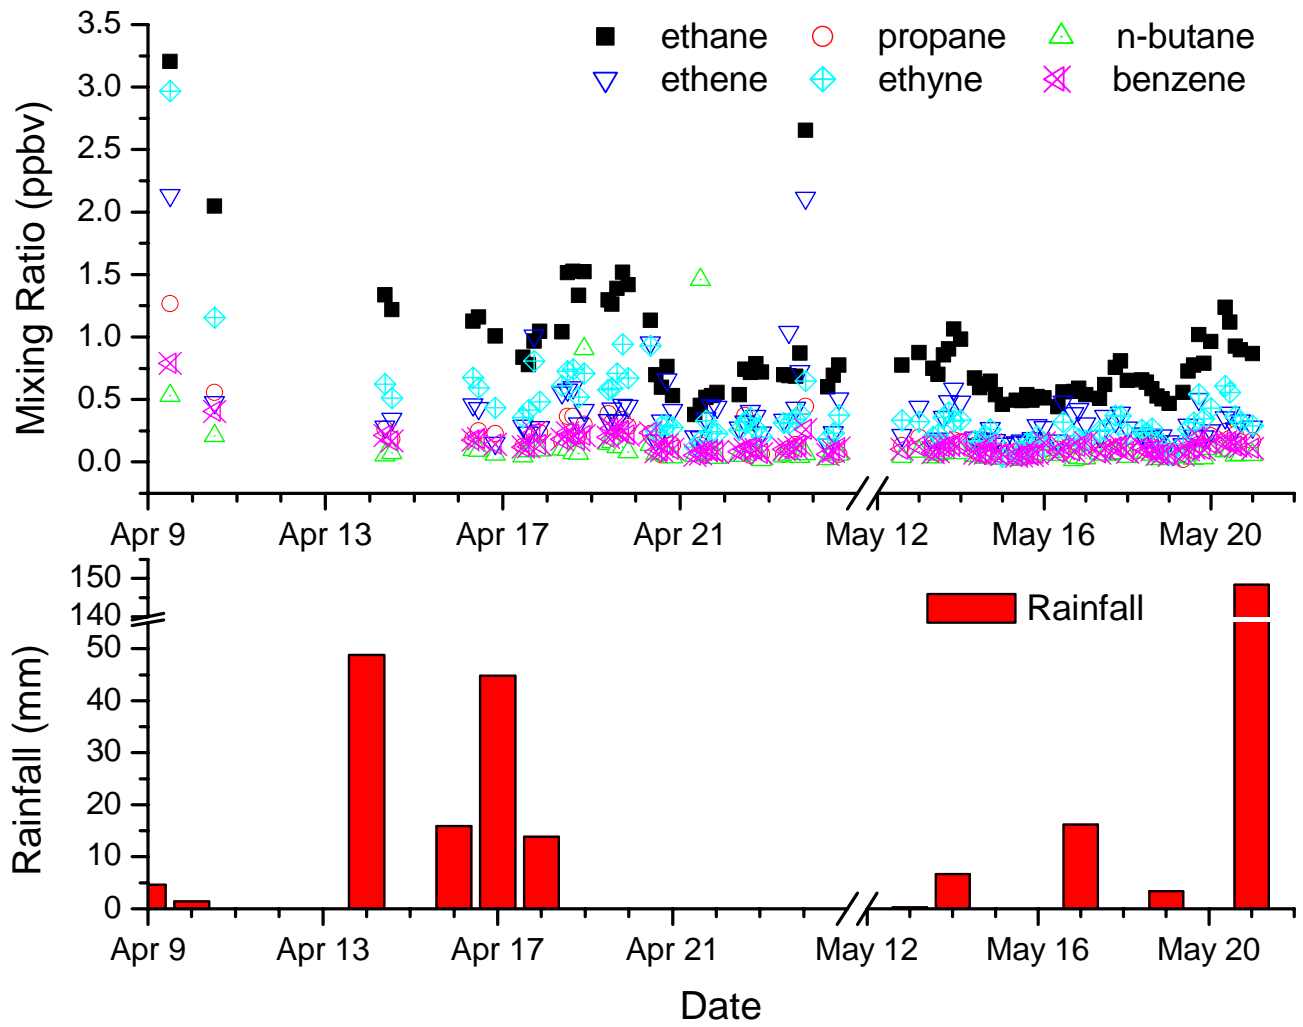 3.5
3.0
2.5
2.0
1.5
1.0
0.5
0.0
Mixing Ratio (ppbv)
ethane propane n-butane
ethene ethyne benzene
Apr 9 Apr 13 Apr 17 Apr 21 May 12 May 16 May 20
150
140
50
40
30
20
10
0
Rainfall (mm)
Rainfall
Apr 9 Apr 13 Apr 17 Apr 21 May 12 May 16 May 20
Date